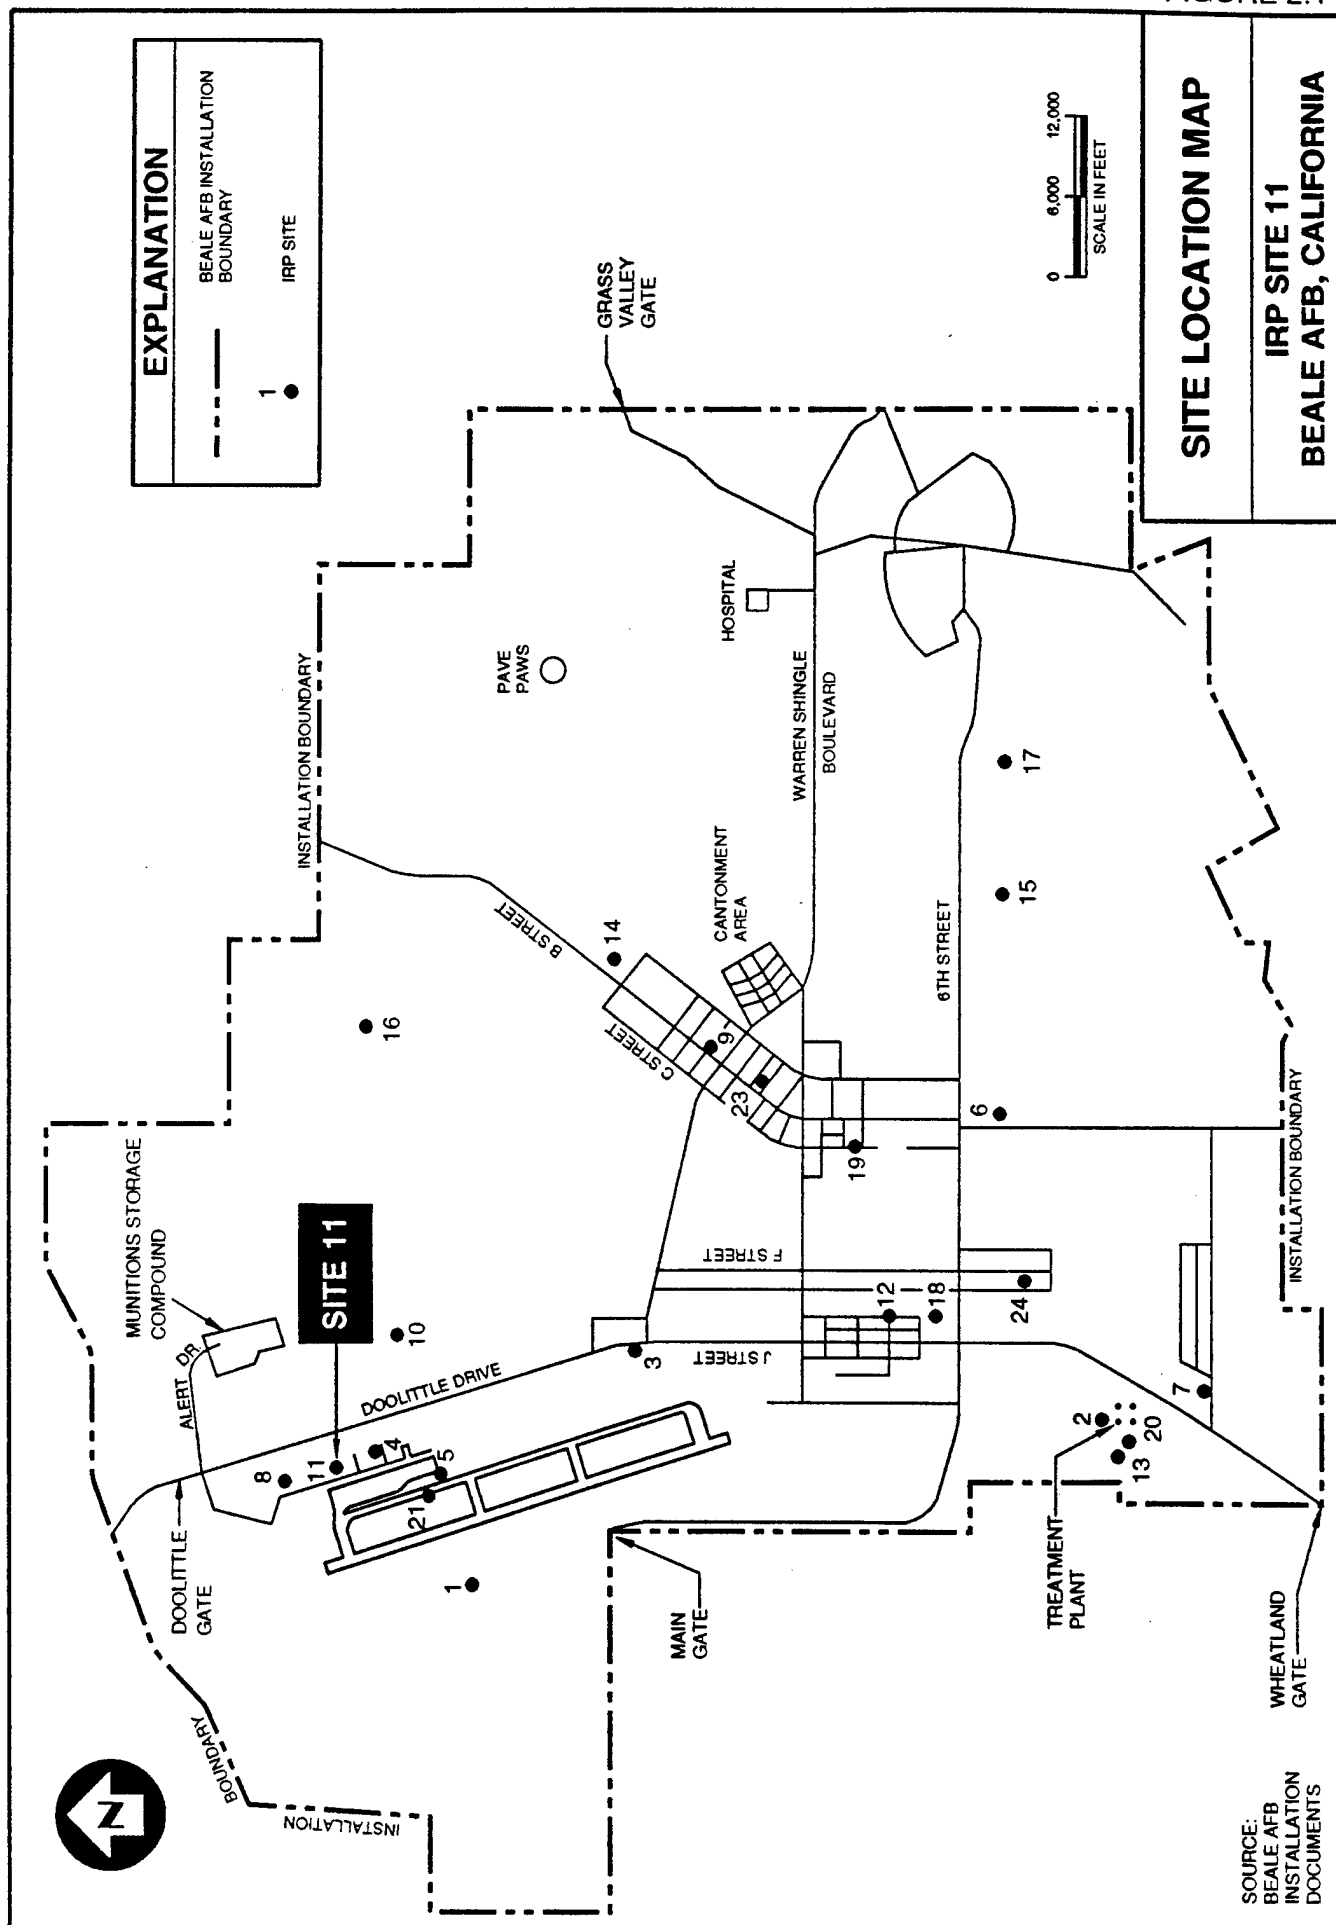 FIGURE 2.1
EXPLANATION
BEALE AFB INSTALLATION
BOUNDARY
1
IRP SITE
N
INSTALLATION
BOUNDARY
DOOLITTLE
GATE
ALERT DR.
MUNITIONS STORAGE
COMPOUND
SITE 11
INSTALLATION BOUNDARY
8
11
4
5
21
1
10
16
DOOLITTLE DRIVE
3
MAIN
GATE
B STREET
14
C STREET
9
23
CANTONMENT
AREA
PAVE
PAWS
GRASS
VALLEY
GATE
HOSPITAL
WARREN SHINGLE
BOULEVARD
F STREET
J STREET
19
12
18
6TH STREET
24
6
15
17
2
20
13
7
TREATMENT
PLANT
WHEATLAND
GATE
INSTALLATION BOUNDARY
0
6,000
12,000
SCALE IN FEET
SOURCE:
BEALE AFB
INSTALLATION
DOCUMENTS
SITE LOCATION MAP
IRP SITE 11
BEALE AFB, CALIFORNIA